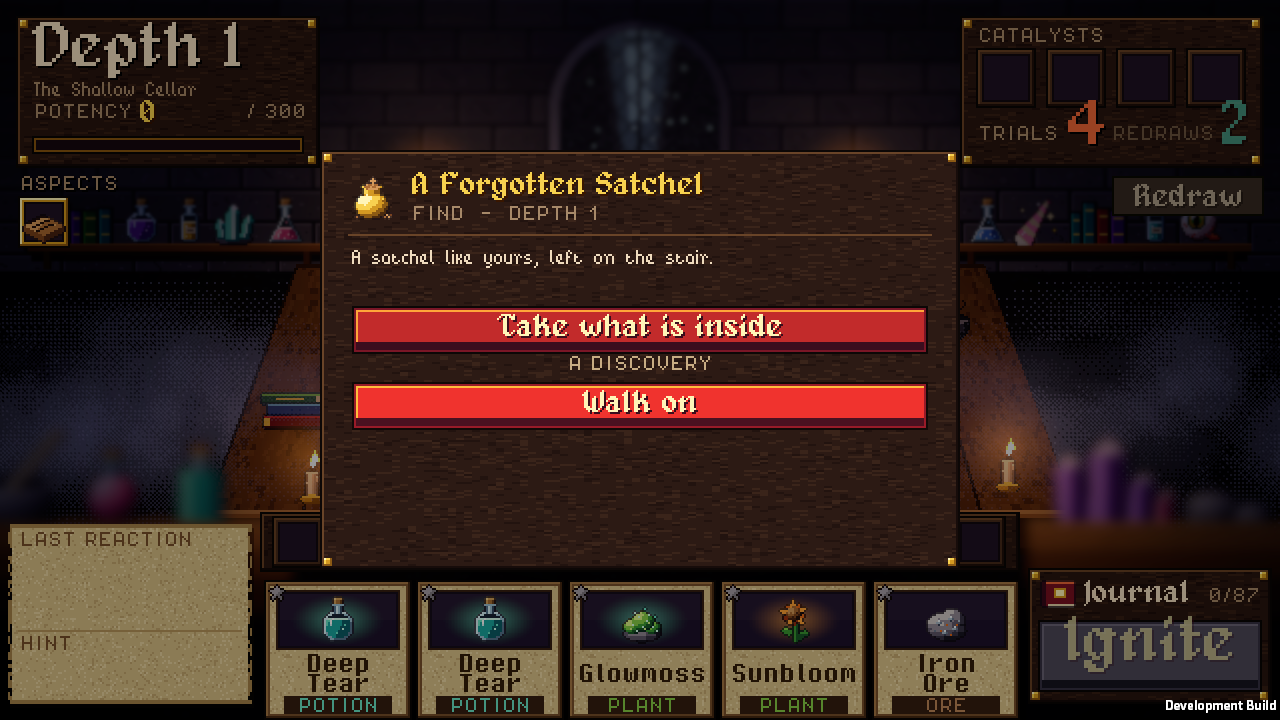 Depth 1
The Shallow Cellar
POTENCY 0 / 300
ASPECTS
CATALYSTS
TRIALS 4 REDRAWS 2
Redraw
A Forgotten Satchel
FIND - DEPTH 1
A satchel like yours, left on the stair.
Take what is inside
A DISCOVERY
Walk on
LAST REACTION
HINT
Deep
Tear
POTION
Deep
Tear
POTION
Glowmoss
PLANT
Sunbloom
PLANT
Iron
Ore
ORE
Journal 0/87
Ignite
Development Build